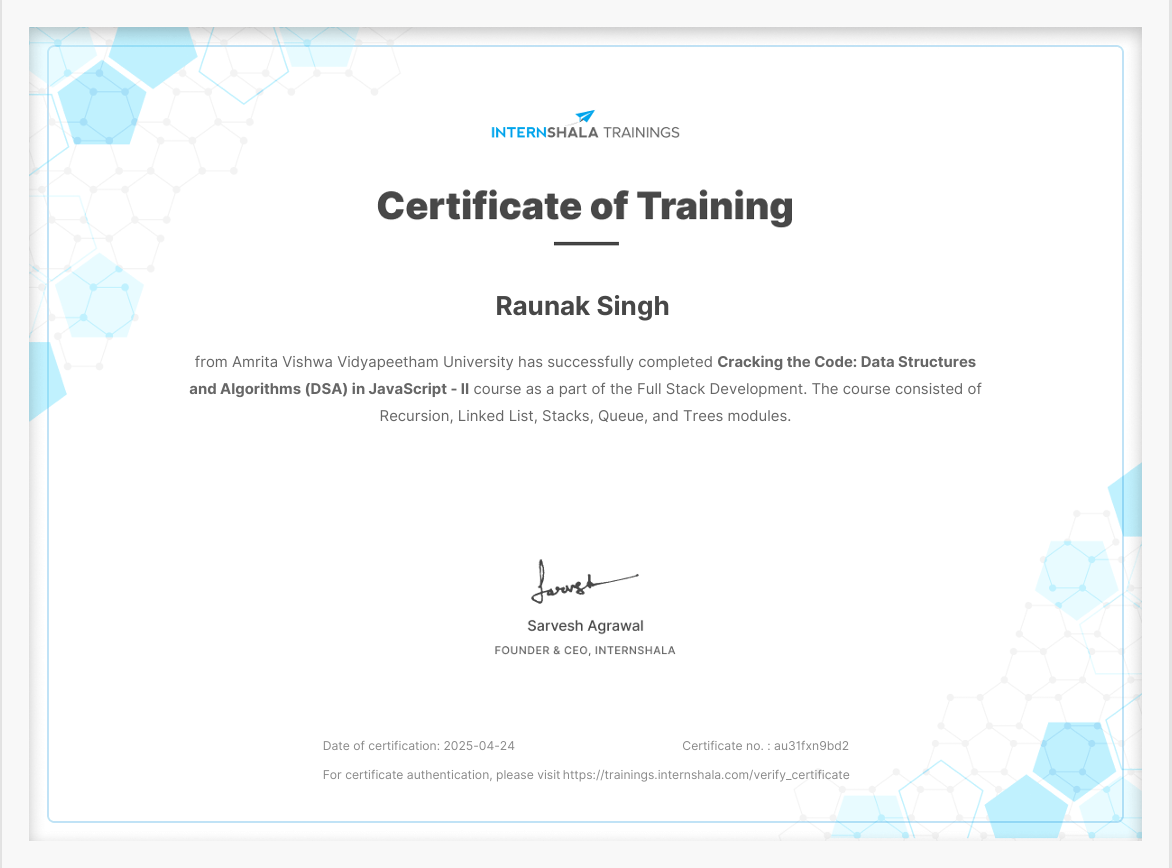 INTERNSHALA TRAININGS
Certificate of Training
Raunak Singh
from Amrita Vishwa Vidyapeetham University has successfully completed Cracking the Code: Data Structures
and Algorithms (DSA) in JavaScript - II course as a part of the Full Stack Development. The course consisted of
Recursion, Linked List, Stacks, Queue, and Trees modules.
Sarvesh
Sarvesh Agrawal
FOUNDER & CEO, INTERNSHALA
Date of certification: 2025-04-24 Certificate no. : au31fxn9bd2
For certificate authentication, please visit https://trainings.internshala.com/verify_certificate